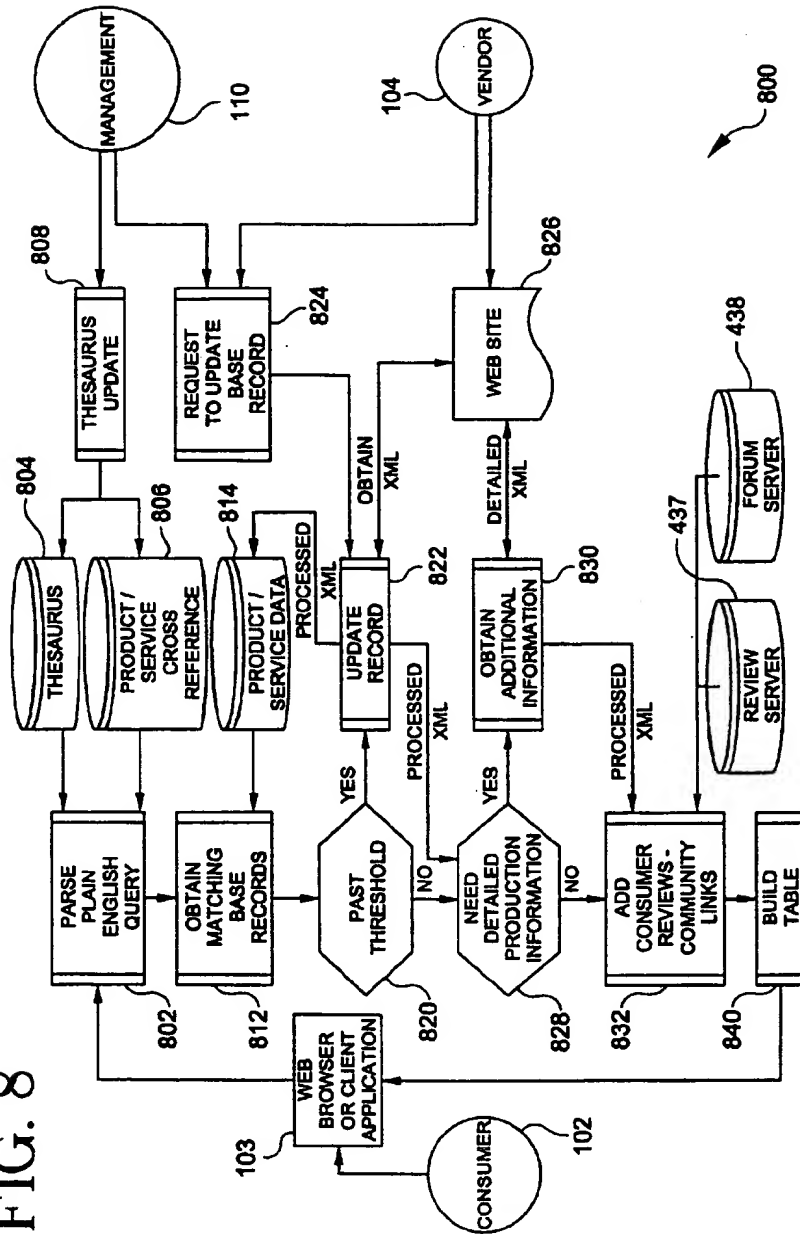 FIG. 8
CONSUMER
102
103
WEB
BROWSER
OR CLIENT
APPLICATION
PARSE
PLAIN
ENGLISH
QUERY
802
OBTAIN
MATCHING
BASE
RECORDS
812
PAST
THRESHOLD
820
YES
NO
NEED
DETAILED
PRODUCTION
INFORMATION
828
YES
NO
ADD
CONSUMER
REVIEWS -
COMMUNITY
LINKS
832
BUILD
TABLE
840
THESAURUS
804
PRODUCT /
SERVICE
CROSS
REFERENCE
806
PRODUCT /
SERVICE DATA
814
PROCESSED
XML
UPDATE
RECORD
822
PROCESSED
XML
OBTAIN
ADDITIONAL
INFORMATION
830
PROCESSED
XML
REVIEW
SERVER
437
FORUM
SERVER
438
THESAURUS
UPDATE
808
REQUEST
TO UPDATE
BASE
RECORD
824
OBTAIN
XML
DETAILED
XML
WEB SITE
826
MANAGEMENT
110
VENDOR
104
800